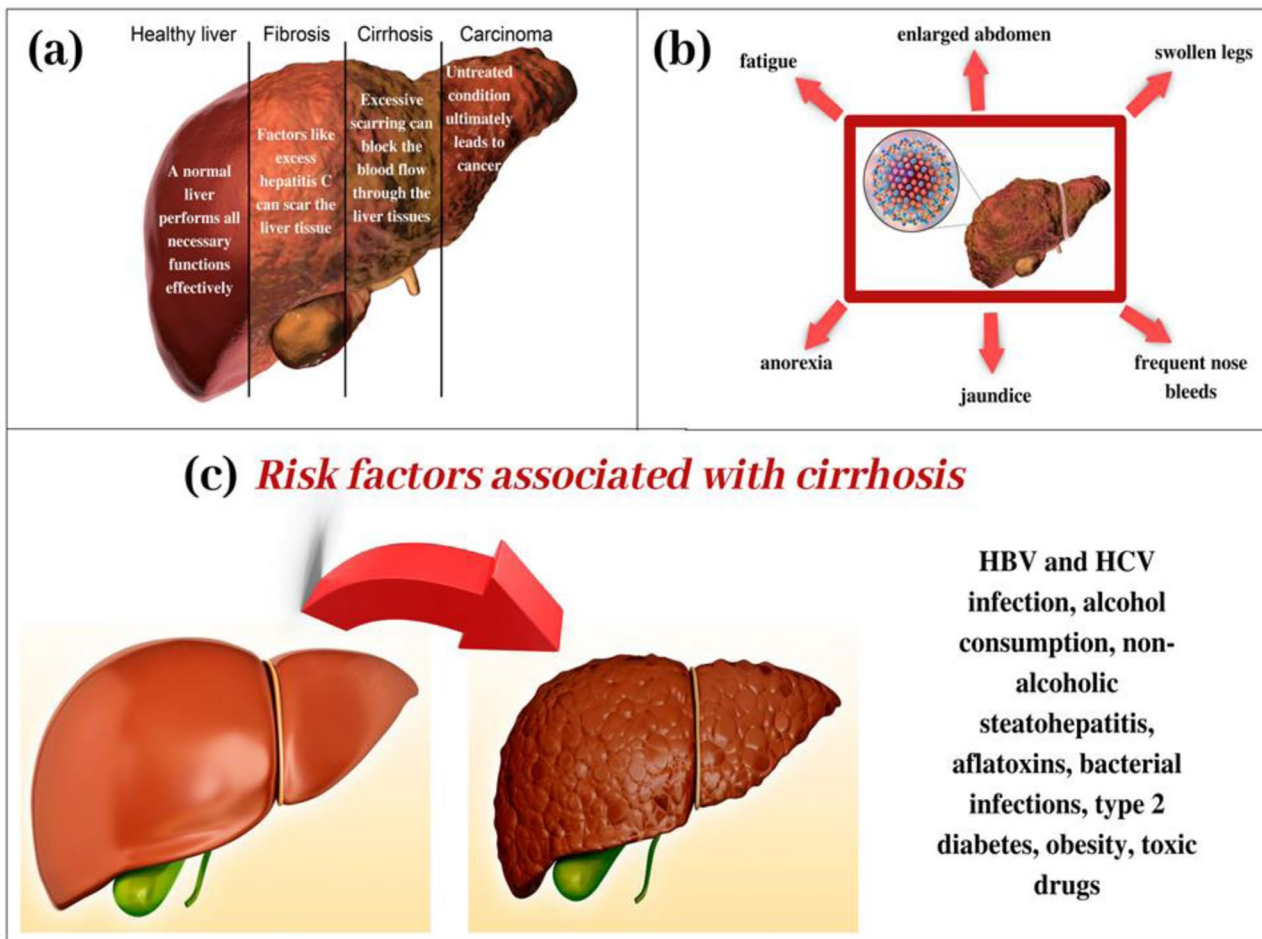 (a)
Healthy liver
Fibrosis
Cirrhosis
Carcinoma
A normal
liver
performs all
necessary
functions
effectively
Factors like
excess
hepatitis C
can scar the
liver tissue
Excessive
scarring can
block the
blood flow
through the
liver tissues
Untreated
condition
ultimately
leads to
cancer
(b)
fatigue
enlarged abdomen
swollen legs
anorexia
jaundice
frequent nose
bleeds
(c) Risk factors associated with cirrhosis
HBV and HCV
infection, alcohol
consumption, non-
alcoholic
steatohepatitis,
aflatoxins, bacterial
infections, type 2
diabetes, obesity, toxic
drugs